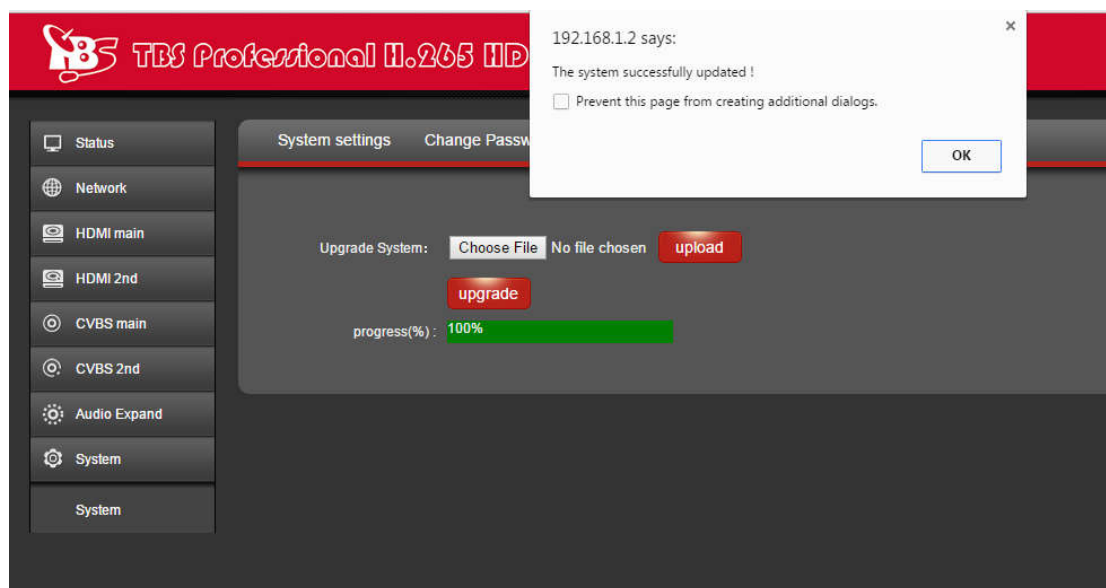 TBS
TBS Professional H.265 HD
192.168.1.2 says:
The system successfully updated !
Prevent this page from creating additional dialogs.
OK
Status
Network
HDMI main
HDMI 2nd
CVBS main
CVBS 2nd
Audio Expand
System
System
System settings Change Passw
Upgrade System: Choose File No file chosen upload
upgrade
progress(%) : 100%